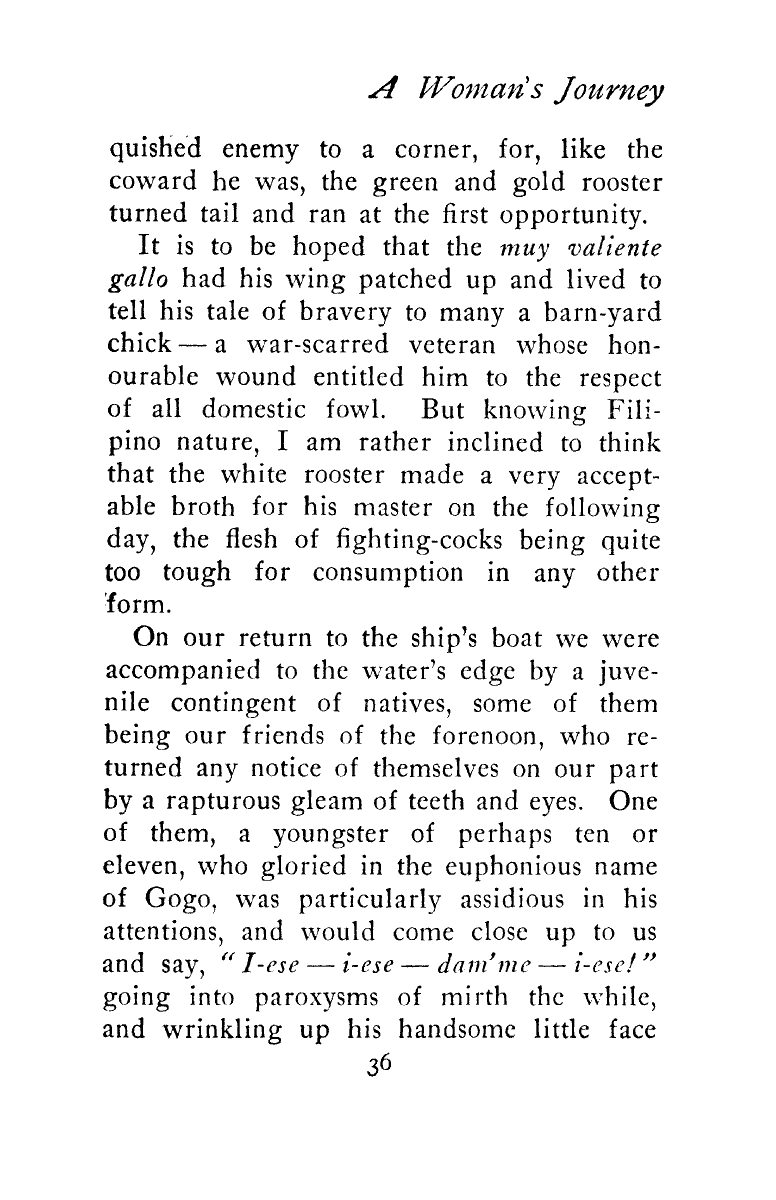 A Woman's Journey
quished enemy to a corner, for, like the
coward he was, the green and gold rooster
turned tail and ran at the first opportunity.
It is to be hoped that the muy valiente
gallo had his wing patched up and lived to
tell his tale of bravery to many a barn-yard
chick — a war-scarred veteran whose hon-
ourable wound entitled him to the respect
of all domestic fowl. But knowing Fili-
pino nature, I am rather inclined to think
that the white rooster made a very accept-
able broth for his master on the following
day, the flesh of fighting-cocks being quite
too tough for consumption in any other
form.
On our return to the ship's boat we were
accompanied to the water's edge by a juve-
nile contingent of natives, some of them
being our friends of the forenoon, who re-
turned any notice of themselves on our part
by a rapturous gleam of teeth and eyes. One
of them, a youngster of perhaps ten or
eleven, who gloried in the euphonious name
of Gogo, was particularly assidious in his
attentions, and would come close up to us
and say, "I-ese — i-ese — dam'me — i-ese!"
going into paroxysms of mirth the while,
and wrinkling up his handsome little face
36